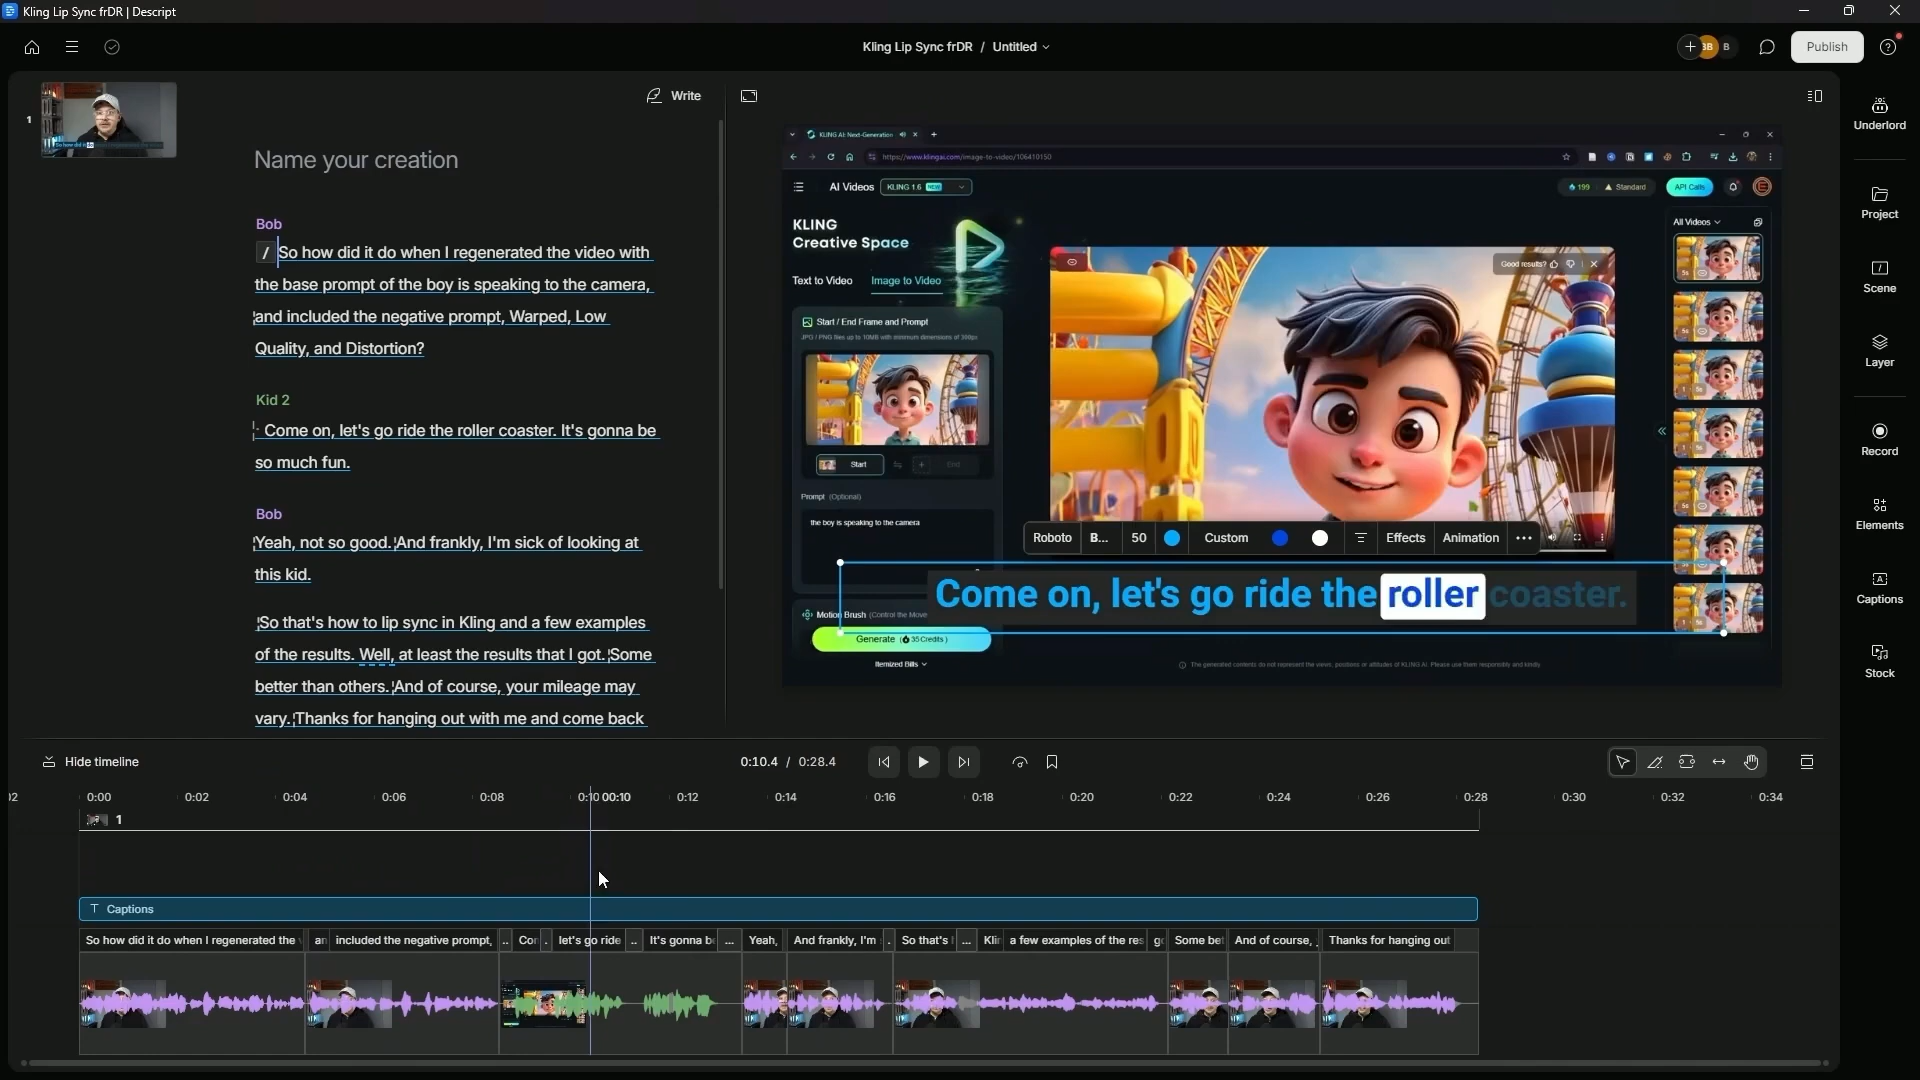 Kling Lip Sync frDR | Descript
Kling Lip Sync frDR / Untitled
BB
B
Publish
1
Write
Name your creation
Bob
/ So how did it do when I regenerated the video with
the base prompt of the boy is speaking to the camera,
and included the negative prompt, Warped, Low
Quality, and Distortion?
Kid 2
Come on, let's go ride the roller coaster. It's gonna be
so much fun.
Bob
Yeah, not so good. And frankly, I'm sick of looking at
this kid.
So that's how to lip sync in Kling and a few examples
of the results. Well, at least the results that I got. Some
better than others. And of course, your mileage may
vary. Thanks for hanging out with me and come back
KLING AI: Next-Generation
https://www.klingai.com/image-to-video/106410150
AI Videos
KLING 1.6 NEW
199
Standard
API Calls
KLING
Creative Space
Text to Video
Image to Video
Start / End Frame and Prompt
JPG / PNG files up to 10MB with minimum dimensions of 300px
Start
End
Prompt (Optional)
the boy is speaking to the camera
Motion Brush (Control the Move
Generate ( 35 Credits )
Itemized Bills
Good results?
All Videos
5s
5s
5s
5s
5s
Roboto
B...
50
Custom
Effects
Animation
Come on, let's go ride the roller coaster.
The generated contents do not represent the views, positions or attitudes of KLING AI. Please use them responsibly and kindly
Underlord
Project
Scene
Layer
Record
Elements
Captions
Stock
Hide timeline
0:10.4 / 0:28.4
02 0:00 0:02 0:04 0:06 0:08 0:10 00:10 0:12 0:14 0:16 0:18 0:20 0:22 0:24 0:26 0:28 0:30 0:32 0:34
1
Captions
So how did it do when I regenerated the
an
included the negative prompt,
..
Cor
.
let's go ride
..
It's gonna b
...
Yeah,
And frankly, I'm
.
So that's
...
Klin
a few examples of the res
go
Some bet
And of course,
Thanks for hanging out